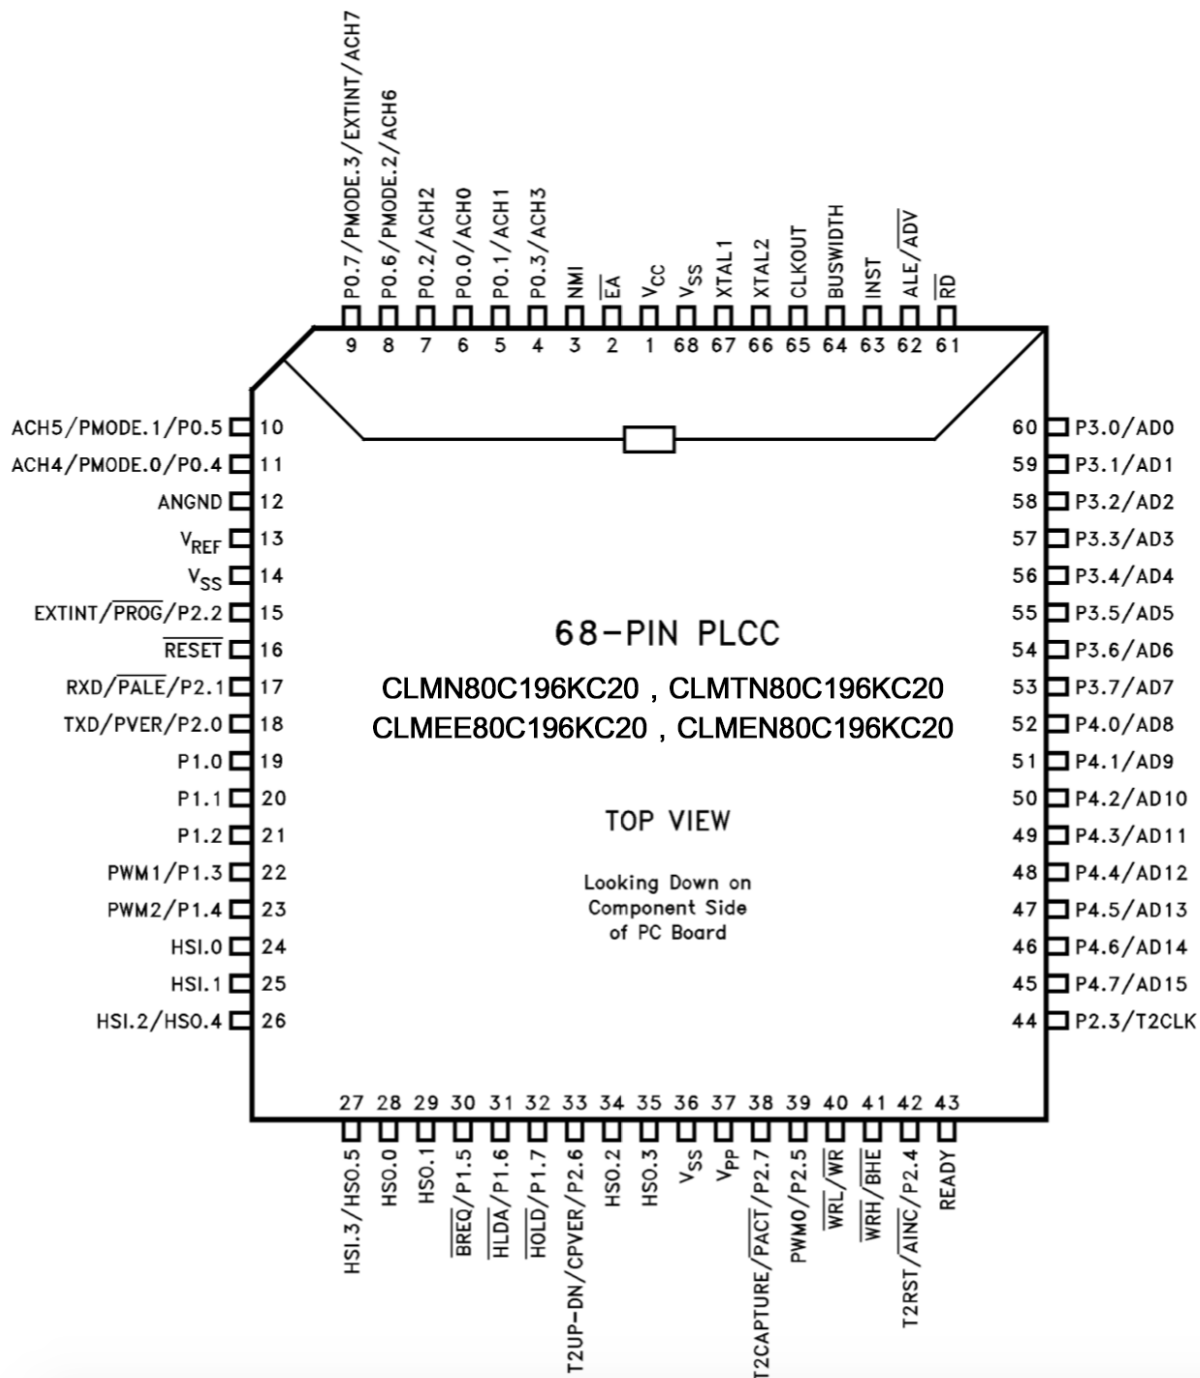 P0.7/PMODE.3/EXTINT/ACH7
P0.6/PMODE.2/ACH6
P0.2/ACH2
P0.0/ACH0
P0.1/ACH1
P0.3/ACH3
NMI
EA
VCC
VSS
XTAL1
XTAL2
CLKOUT
BUSWIDTH
INST
ALE/ADV
RD
9 8 7 6 5 4 3 2 1 68 67 66 65 64 63 62 61
ACH5/PMODE.1/P0.5 10
ACH4/PMODE.0/P0.4 11
ANGND 12
VREF 13
VSS 14
EXTINT/PROG/P2.2 15
RESET 16
RXD/PALE/P2.1 17
TXD/PVER/P2.0 18
P1.0 19
P1.1 20
P1.2 21
PWM1/P1.3 22
PWM2/P1.4 23
HSI.0 24
HSI.1 25
HSI.2/HSO.4 26
68-PIN PLCC
CLMN80C196KC20 , CLMTN80C196KC20
CLMEE80C196KC20 , CLMEN80C196KC20
TOP VIEW
Looking Down on
Component Side
of PC Board
60 P3.0/AD0
59 P3.1/AD1
58 P3.2/AD2
57 P3.3/AD3
56 P3.4/AD4
55 P3.5/AD5
54 P3.6/AD6
53 P3.7/AD7
52 P4.0/AD8
51 P4.1/AD9
50 P4.2/AD10
49 P4.3/AD11
48 P4.4/AD12
47 P4.5/AD13
46 P4.6/AD14
45 P4.7/AD15
44 P2.3/T2CLK
27 28 29 30 31 32 33 34 35 36 37 38 39 40 41 42 43
HSI.3/HSO.5
HSO.0
HSO.1
BREQ/P1.5
HLDA/P1.6
HOLD/P1.7
T2UP-DN/CPVER/P2.6
HSO.2
HSO.3
VSS
VPP
T2CAPTURE/PACT/P2.7
PWM0/P2.5
WRL/WR
WRH/BHE
T2RST/AINC/P2.4
READY